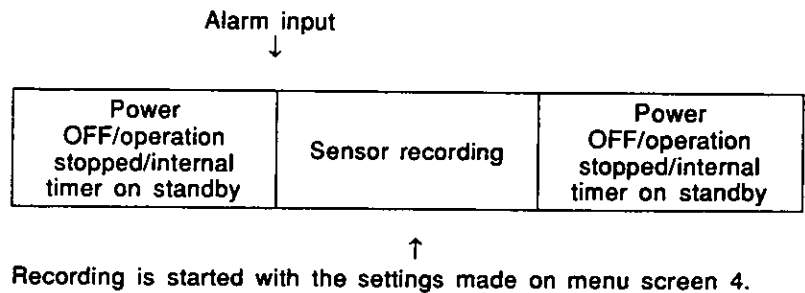 Alarm input
↓
Power
OFF/operation
stopped/internal
timer on standby
Sensor recording
Power
OFF/operation
stopped/internal
timer on standby
↑
Recording is started with the settings made on menu screen 4.